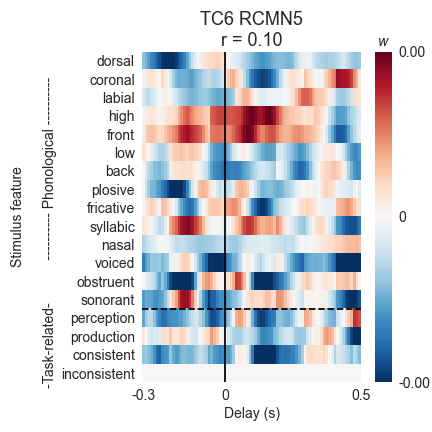 TC6 RCMN5
r = 0.10
w
dorsal
coronal
labial
high
front
low
back
plosive
fricative
syllabic
nasal
voiced
obstruent
sonorant
perception
production
consistent
inconsistent
Stimulus feature
-Task-related- ----------- Phonological ----------
0.00
0
-0.00
-0.3 0 0.5
Delay (s)